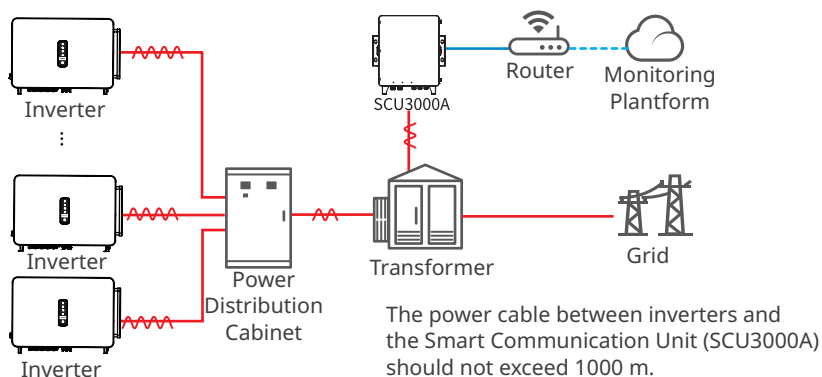 Inverter
Inverter
Inverter
Power
Distribution
Cabinet
SCU3000A
Router
Monitoring
Plantform
Transformer
Grid
The power cable between inverters and
the Smart Communication Unit (SCU3000A)
should not exceed 1000 m.